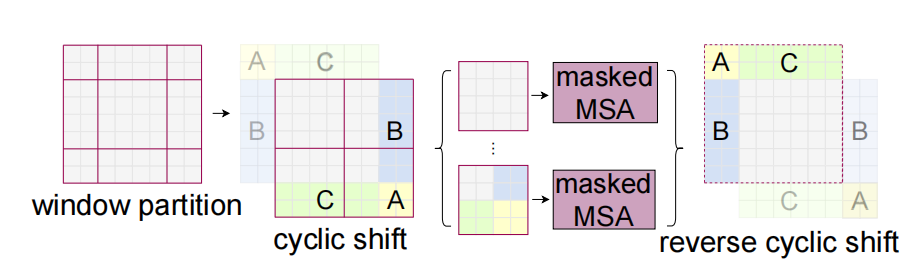 A
C
B
B
C
A
window partition
cyclic shift
masked
MSA
...
masked
MSA
A
C
B
B
C
A
reverse cyclic shift